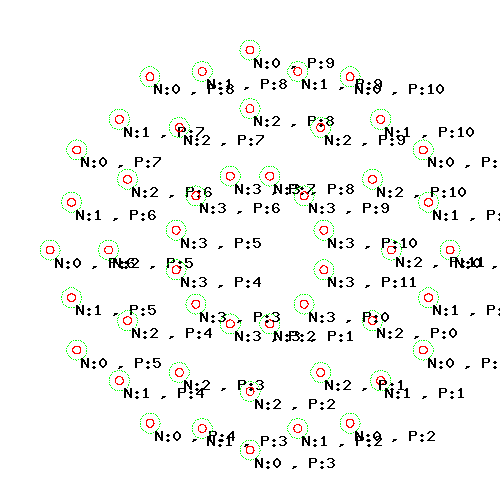 N:0 , P:9
N:1 , P:8
N:1 , P:9
N:0 , P:8
N:0 , P:10
N:2 , P:8
N:1 , P:7
N:1 , P:10
N:2 , P:7
N:2 , P:9
N:0 , P:7
N:0 , P:
N:3 , P:7
N:3 , P:8
N:2 , P:6
N:2 , P:10
N:3 , P:6
N:3 , P:9
N:1 , P:6
N:1 , P:
N:3 , P:5
N:3 , P:10
N:0 , P:6
N:2 , P:5
N:2 , P:11
N:3 , P:4
N:3 , P:11
N:1 , P:5
N:1 , P:
N:3 , P:3
N:3 , P:0
N:2 , P:4
N:2 , P:0
N:3 , P:2
N:3 , P:1
N:0 , P:5
N:0 , P:
N:2 , P:3
N:2 , P:1
N:1 , P:4
N:1 , P:1
N:2 , P:2
N:0 , P:4
N:0 , P:2
N:1 , P:3
N:1 , P:2
N:0 , P:3